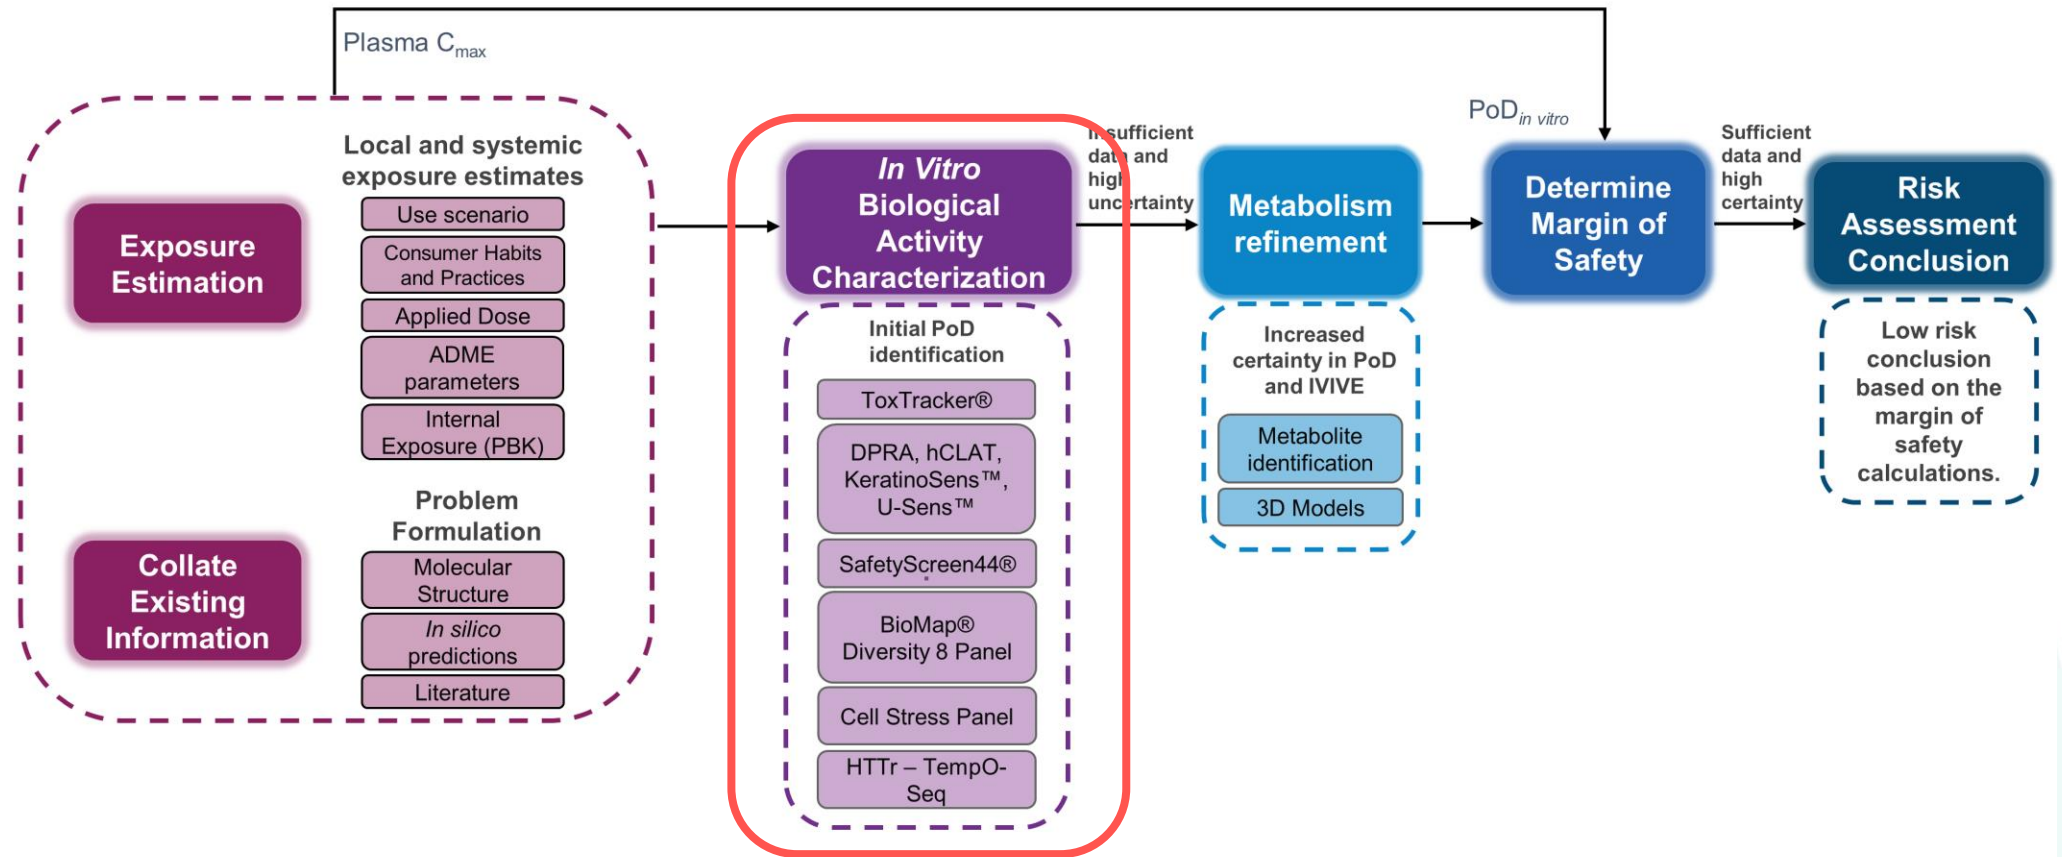 Plasma Cmax
Local and systemic
exposure estimates
Exposure
Estimation
Use scenario
Consumer Habits
and Practices
Applied Dose
ADME
parameters
Internal
Exposure (PBK)
Problem
Formulation
Collate
Existing
Information
Molecular
Structure
In silico
predictions
Literature
In Vitro
Biological
Activity
Characterization
Initial PoD
identification
ToxTracker®
DPRA, hCLAT,
KeratinoSens™,
U-Sens™
SafetyScreen44®
BioMap®
Diversity 8 Panel
Cell Stress Panel
HTTr – TempO-
Seq
Insufficient
data and
high
uncertainty
Metabolism
refinement
Increased
certainty in PoD
and IVIVE
Metabolite
identification
3D Models
PoDin vitro
Determine
Margin of
Safety
Sufficient
data and
high
certainty
Risk
Assessment
Conclusion
Low risk
conclusion
based on the
margin of
safety
calculations.